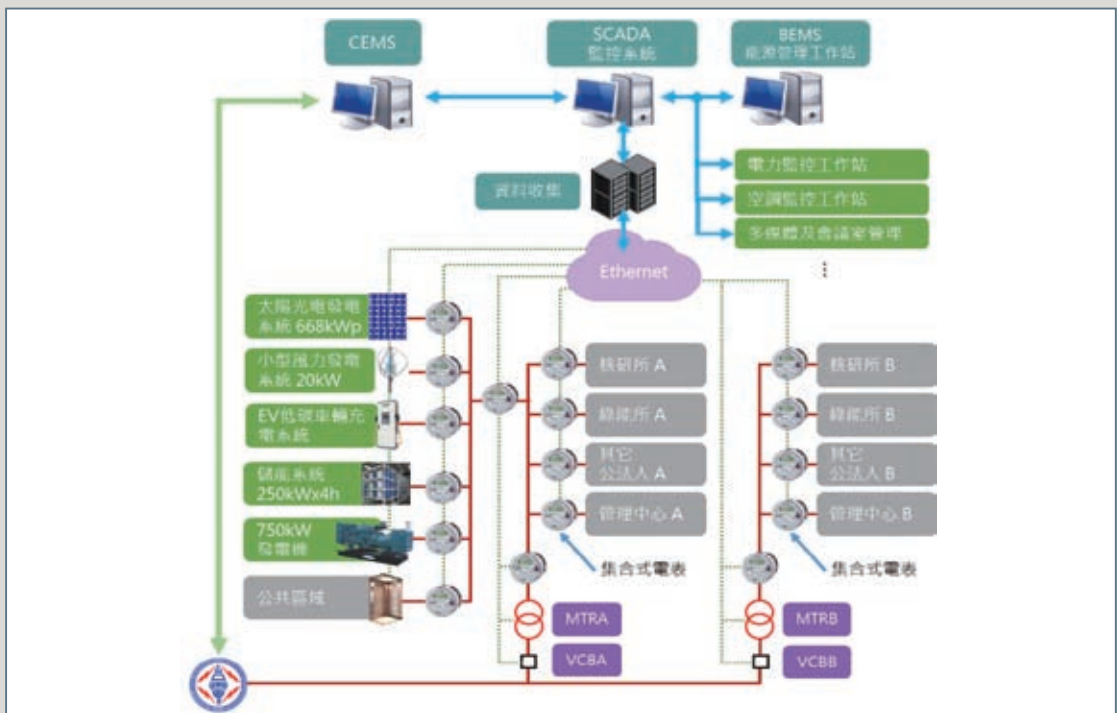 CEMS
SCADA
監控系統
BEMS
能源管理工作站
電力監控工作站
空調監控工作站
多媒體及會議室管理
資料收集
Ethernet
太陽光電發電
系統 668kWp
小型風力發電
系統 20kW
EV低碳車輛充
電系統
儲能系統
250kWx4h
750kW
發電機
公共區域
核研所 A
綠能所 A
其它
公法人 A
管理中心 A
集合式電表
MTRA
VCBA
核研所 B
綠能所 B
其它
公法人 B
管理中心 B
集合式電表
MTRB
VCBB